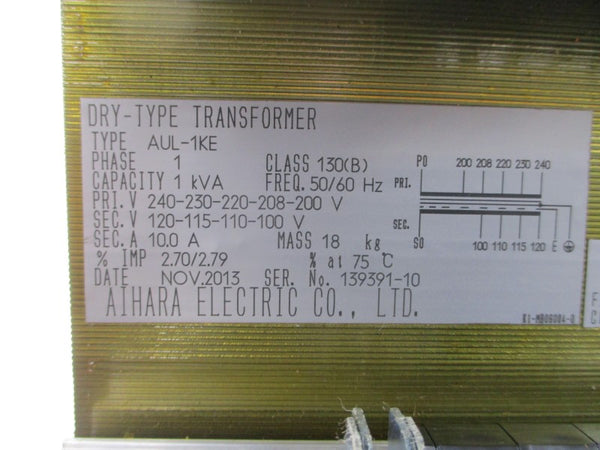 DRY-TYPE TRANSFORMER
TYPE AUL-1KE
PHASE 1 CLASS 130(B)
CAPACITY 1 kVA FREQ. 50/60 Hz
PRI.V 240-230-220-208-200 V
SEC.V 120-115-110-100 V
SEC.A 10.0 A MASS 18 kg
% IMP 2.70/2.79 % at 75 ℃
DATE NOV.2013 SER. No. 139391-10
AIHARA ELECTRIC CO., LTD.
P0 200 208 220 230 240
PRI.
SEC.
S0 100 110 115 120 E
K1-MB06004-0
F
C